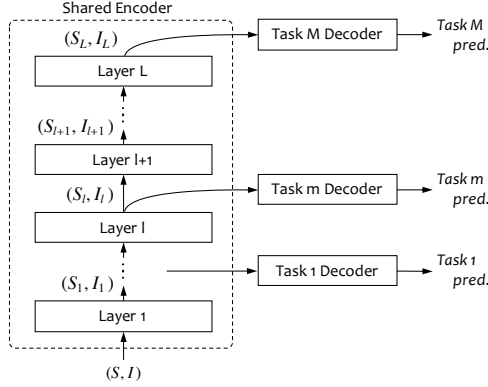 Shared Encoder
(S_L, I_L)
Layer L
(S_{l+1}, I_{l+1})
Layer l+1
(S_l, I_l)
Layer l
(S_1, I_1)
Layer 1
(S, I)
Task M Decoder
Task M
pred.
Task m Decoder
Task m
pred.
Task 1 Decoder
Task 1
pred.